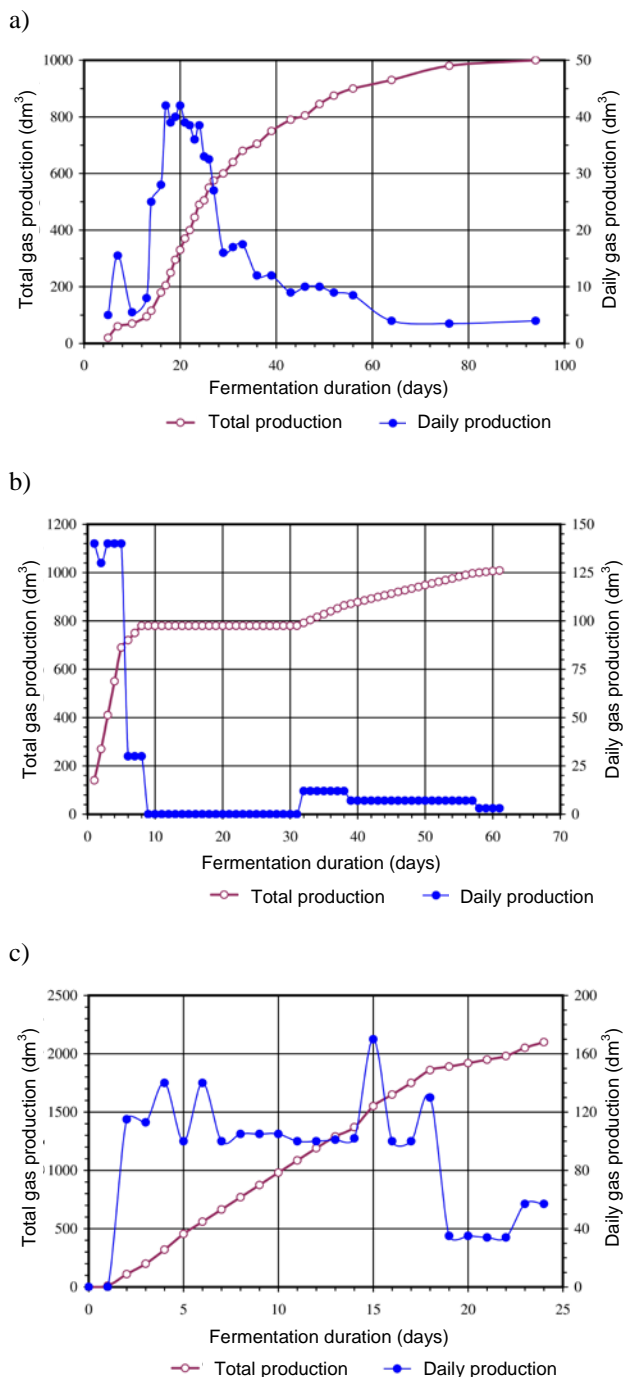 a)
Total gas production (dm³)
1000
800
600
400
200
0
50
40
30
20
10
0
Daily gas production (dm³)
0 20 40 60 80 100
Fermentation duration (days)
Total production Daily production
b)
Total gas production (dm³)
1200
1000
800
600
400
200
0
150
125
100
75
50
25
0
Daily gas production (dm³)
0 10 20 30 40 50 60 70
Fermentation duration (days)
Total production Daily production
c)
Total gas production (dm³)
2500
2000
1500
1000
500
0
200
160
120
80
40
0
Daily gas production (dm³)
0 5 10 15 20 25
Fermentation duration (days)
Total production Daily production